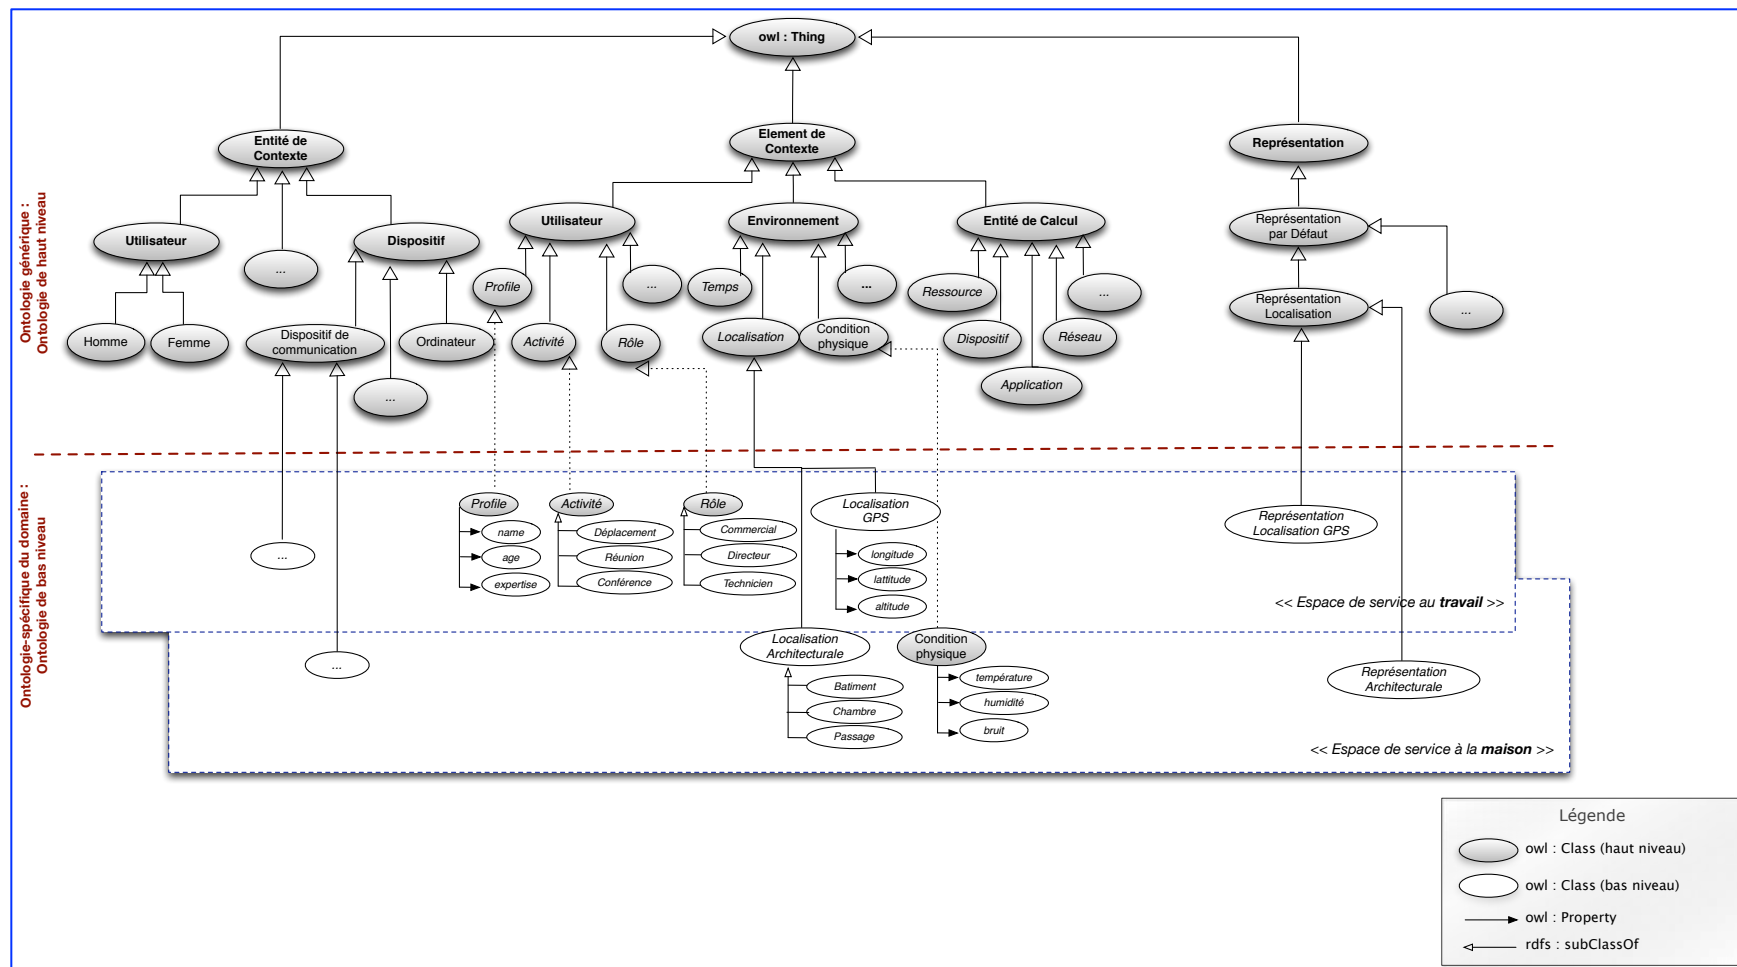 owl : Thing
Entité de
Contexte
Element de
Contexte
Représentation
Ontologie générique :
Ontologie de haut niveau
Utilisateur
...
Dispositif
Utilisateur
Environnement
Entité de Calcul
Représentation
par Défaut
Homme
Femme
Dispositif de
communication
Ordinateur
...
Profile
Activité
Rôle
...
Temps
Localisation
Condition
physique
...
Ressource
Dispositif
Application
Réseau
...
Représentation
Localisation
...
Ontologie-spécifique du domaine :
Ontologie de bas niveau
...
...
Profile
name
age
expertise
Activité
Déplacement
Réunion
Conférence
Rôle
Commercial
Directeur
Technicien
Localisation
GPS
longitude
lattitude
altitude
Représentation
Localisation GPS
<< Espace de service au travail >>
Localisation
Architecturale
Batiment
Chambre
Passage
Condition
physique
température
humidité
bruit
Représentation
Architecturale
<< Espace de service à la maison >>
Légende
owl : Class (haut niveau)
owl : Class (bas niveau)
owl : Property
rdfs : subClassOf